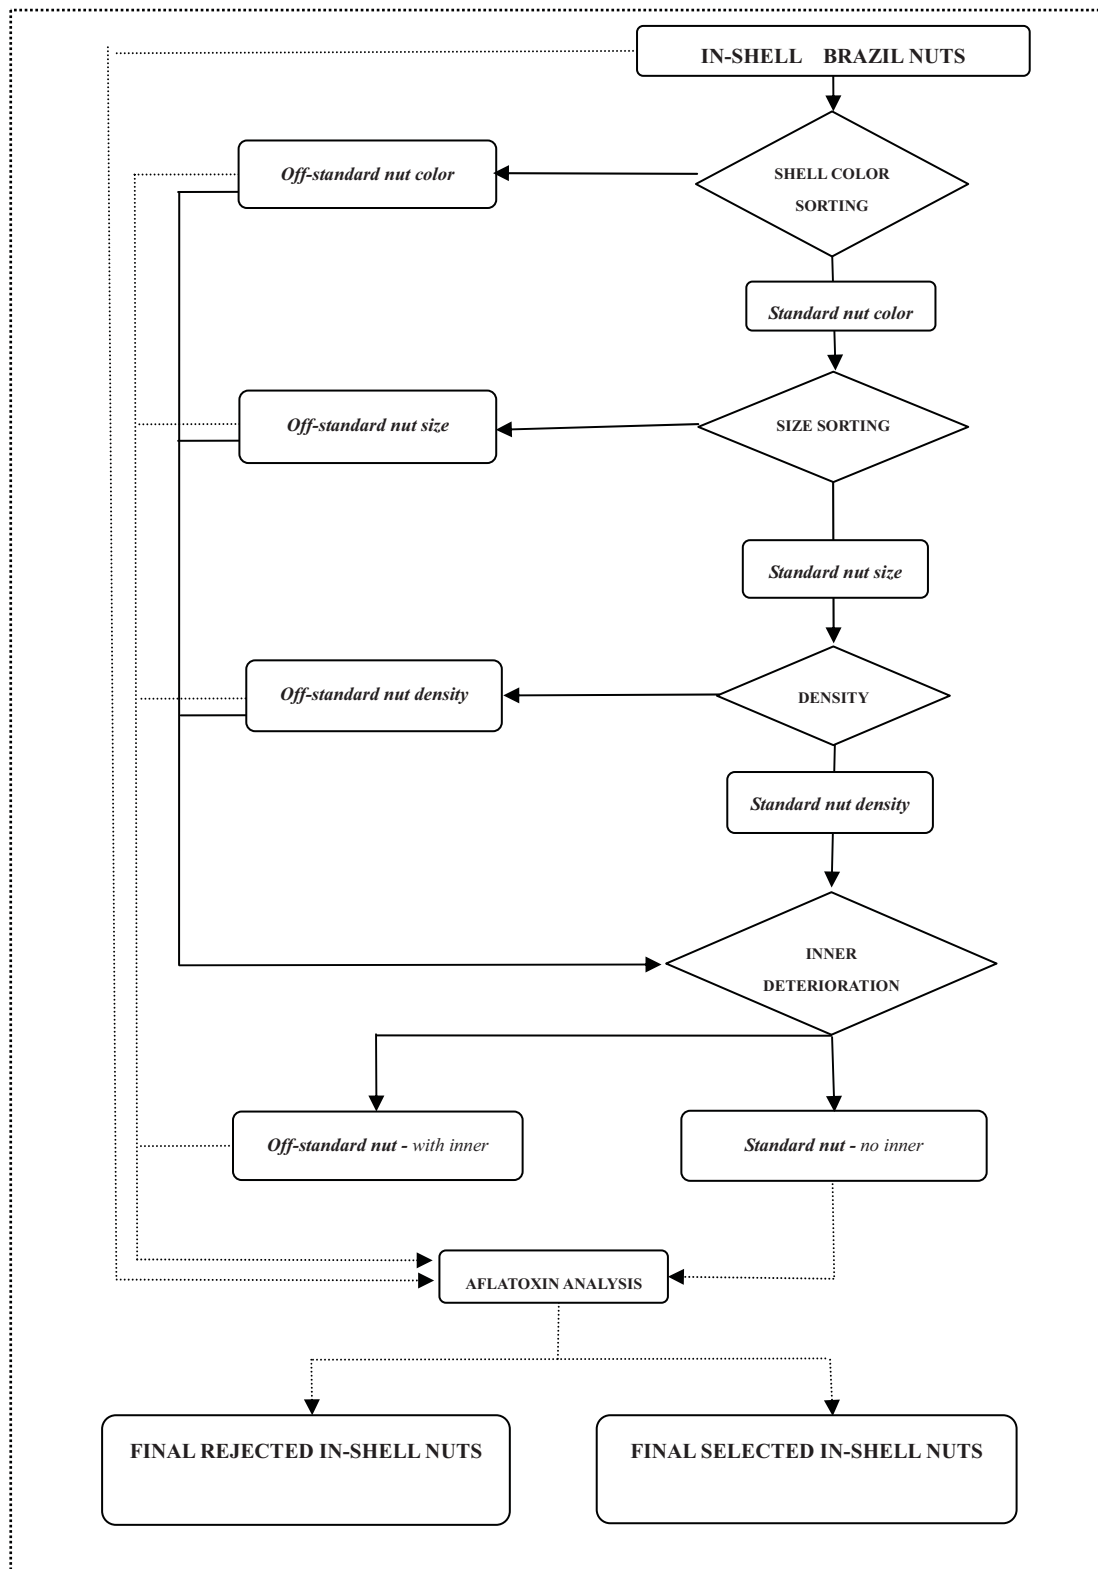 IN-SHELL BRAZIL NUTS
Off-standard nut color
SHELL COLOR
SORTING
Standard nut color
Off-standard nut size
SIZE SORTING
Standard nut size
Off-standard nut density
DENSITY
Standard nut density
INNER
DETERIORATION
Off-standard nut - with inner
Standard nut - no inner
AFLATOXIN ANALYSIS
FINAL REJECTED IN-SHELL NUTS
FINAL SELECTED IN-SHELL NUTS